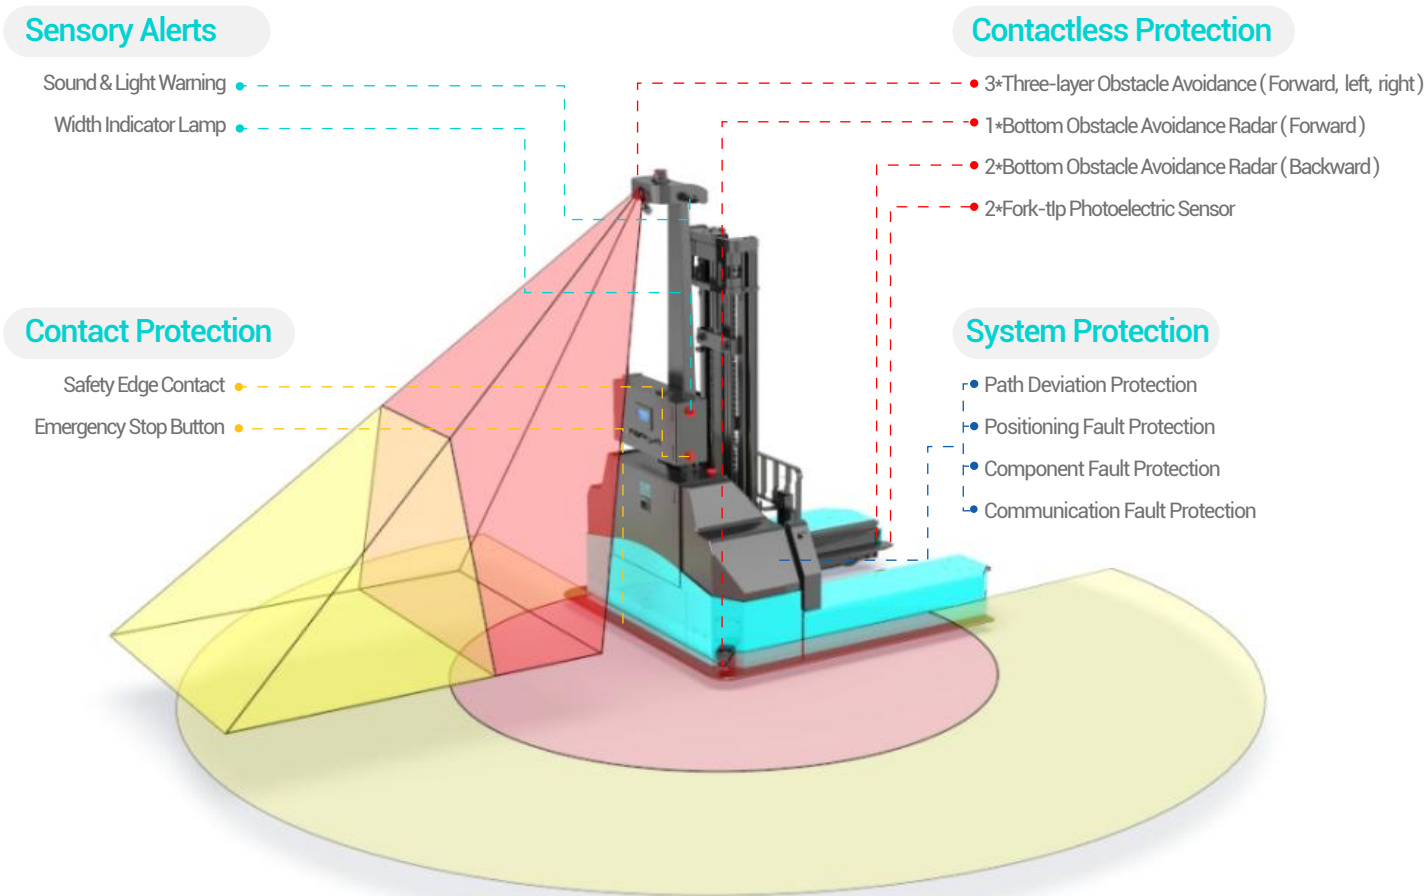 Sensory Alerts
Sound & Light Warning
Width Indicator Lamp
Contact Protection
Safety Edge Contact
Emergency Stop Button
Contactless Protection
3*Three-layer Obstacle Avoidance ( Forward, left, right )
1*Bottom Obstacle Avoidance Radar ( Forward )
2*Bottom Obstacle Avoidance Radar ( Backward )
2*Fork-tIp Photoelectric Sensor
System Protection
Path Deviation Protection
Positioning Fault Protection
Component Fault Protection
Communication Fault Protection